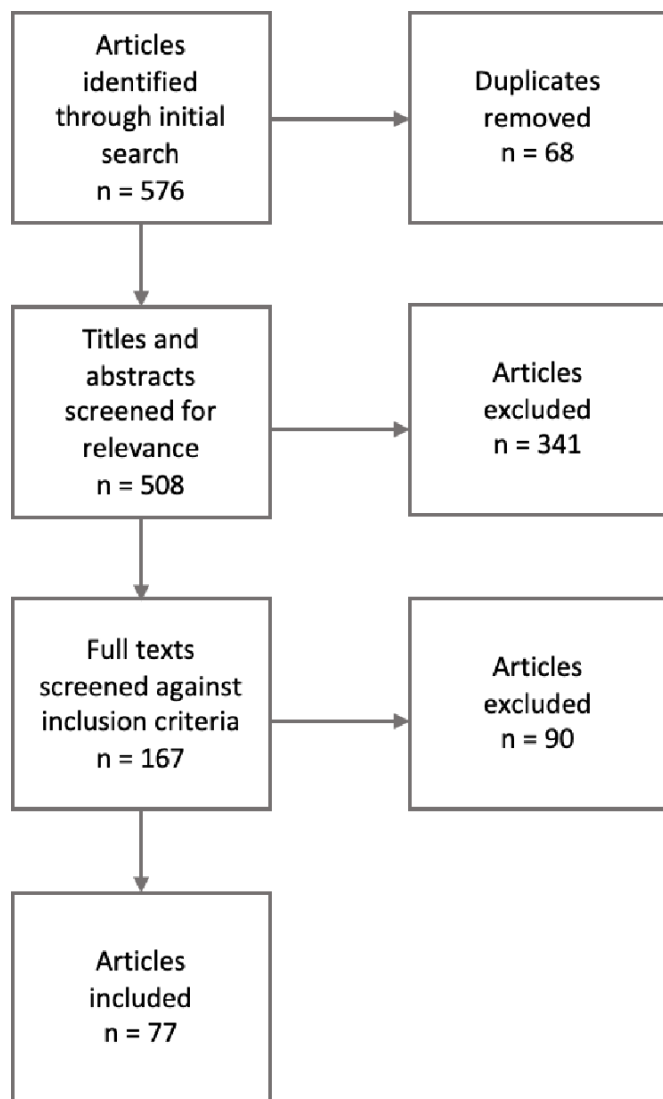 Articles
identified
through initial
search
n = 576
Duplicates
removed
n = 68
Titles and
abstracts
screened for
relevance
n = 508
Articles
excluded
n = 341
Full texts
screened against
inclusion criteria
n = 167
Articles
excluded
n = 90
Articles
included
n = 77